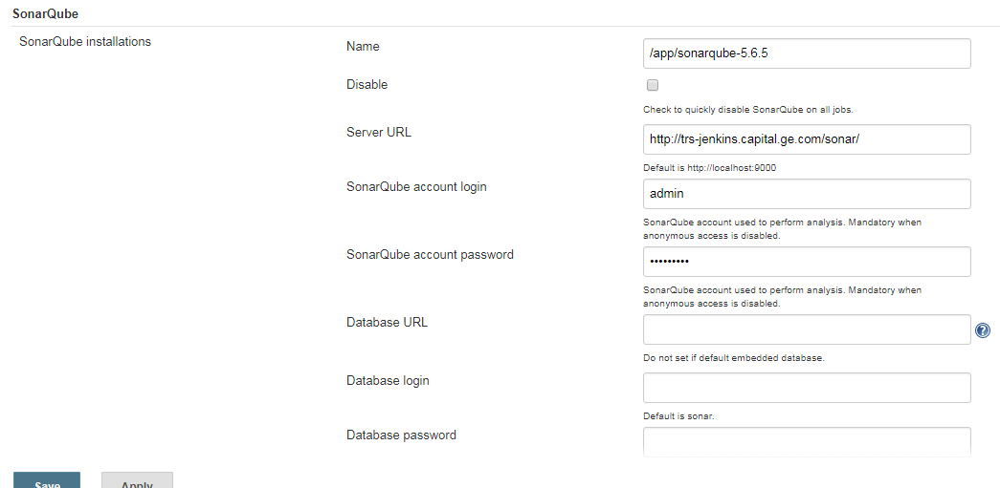 SonarQube
SonarQube installations
Name
/app/sonarqube-5.6.5
Disable
Check to quickly disable SonarQube on all jobs.
Server URL
http://trs-jenkins.capital.ge.com/sonar/
Default is http://localhost:9000
SonarQube account login
admin
SonarQube account used to perform analysis. Mandatory when
anonymous access is disabled.
SonarQube account password
•••••••••
SonarQube account used to perform analysis. Mandatory when
anonymous access is disabled.
Database URL
?
Do not set if default embedded database.
Database login
Default is sonar.
Database password
Save
Apply